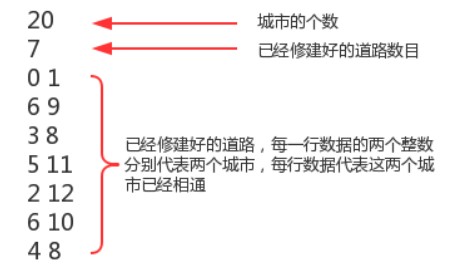 20
城市的个数
7
已经修建好的道路数目
0 1
6 9
3 8
5 11
2 12
6 10
4 8
已经修建好的道路，每一行数据的两个整数
分别代表两个城市，每行数据代表这两个城
市已经相通